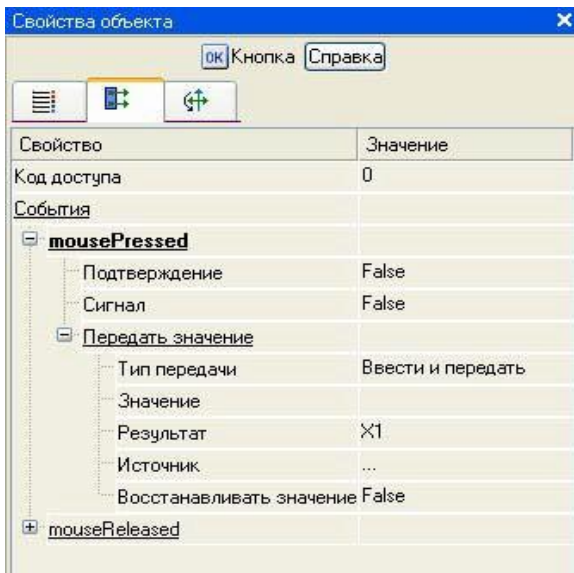 Свойства объекта
ок Кнопка Справка
Свойство Значение
Код доступа 0
События
mousePressed
Подтверждение False
Сигнал False
Передать значение
Тип передачи Ввести и передать
Значение
Результат X1
Источник ...
Восстанавливать значение False
mouseReleased